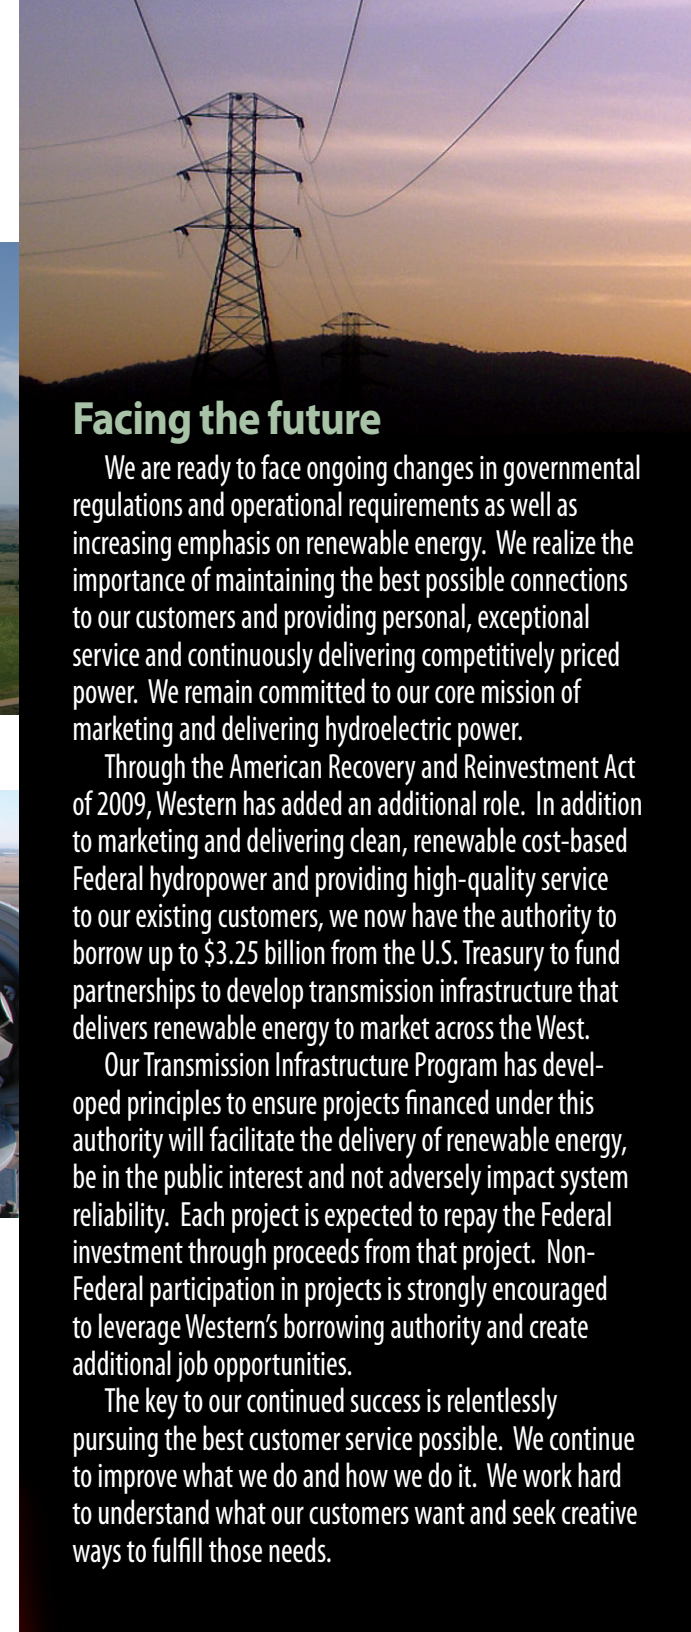 Facing the future
We are ready to face ongoing changes in governmental
regulations and operational requirements as well as
increasing emphasis on renewable energy.  We realize the
importance of maintaining the best possible connections
to our customers and providing personal, exceptional
service and continuously delivering competitively priced
power.  We remain committed to our core mission of
marketing and delivering hydroelectric power.
Through the American Recovery and Reinvestment Act
of 2009, Western has added an additional role.  In addition
to marketing and delivering clean, renewable cost-based
Federal hydropower and providing high-quality service
to our existing customers, we now have the authority to
borrow up to $3.25 billion from the U.S. Treasury to fund
partnerships to develop transmission infrastructure that
delivers renewable energy to market across the West.
Our Transmission Infrastructure Program has devel-
oped principles to ensure projects financed under this
authority will facilitate the delivery of renewable energy,
be in the public interest and not adversely impact system
reliability.  Each project is expected to repay the Federal
investment through proceeds from that project.  Non-
Federal participation in projects is strongly encouraged
to leverage Western's borrowing authority and create
additional job opportunities.
The key to our continued success is relentlessly
pursuing the best customer service possible.  We continue
to improve what we do and how we do it.  We work hard
to understand what our customers want and seek creative
ways to fulfill those needs.